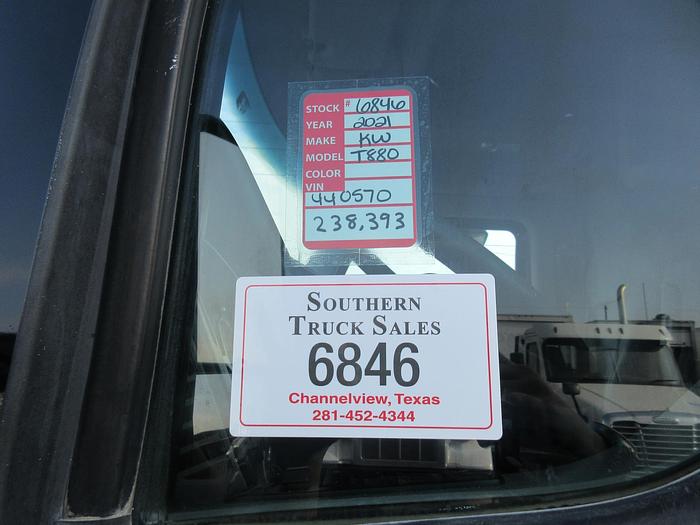 STOCK # 6846
YEAR 2021
MAKE KW
MODEL T880
COLOR
VIN
440570
238,393
SOUTHERN
TRUCK SALES
6846
Channelview, Texas
281-452-4344